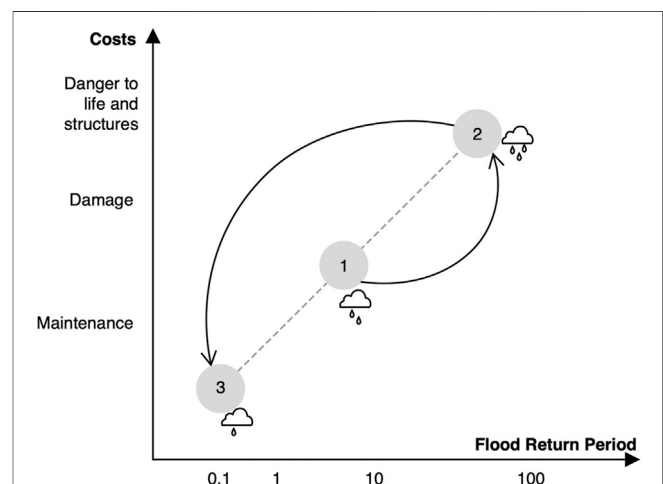 Costs
Danger to
life and
structures
2
Damage
1
Maintenance
3
Flood Return Period
0.1 1 10 100